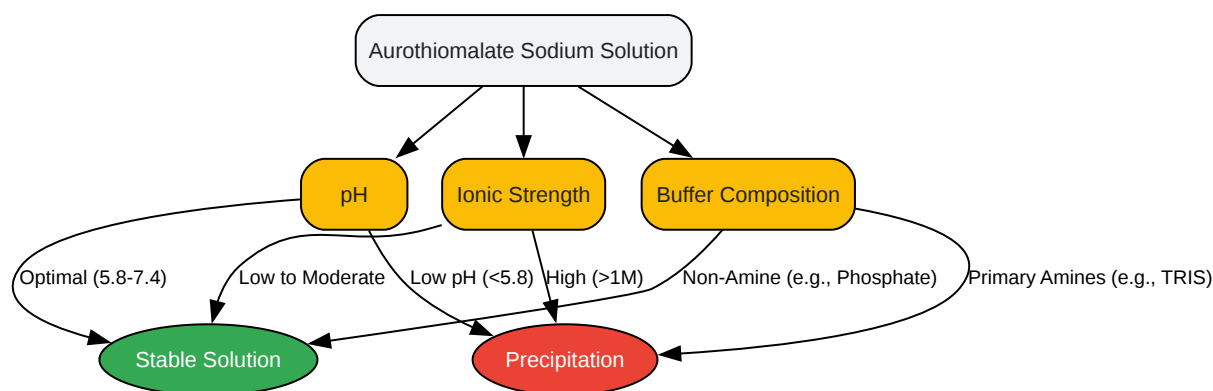 Aurothiomalate Sodium Solution
pH
Ionic Strength
Buffer Composition
Optimal (5.8-7.4)
Low to Moderate
Low pH (<5.8)
High (>1M)
Non-Amine (e.g., Phosphate)
Primary Amines (e.g., TRIS)
Stable Solution
Precipitation